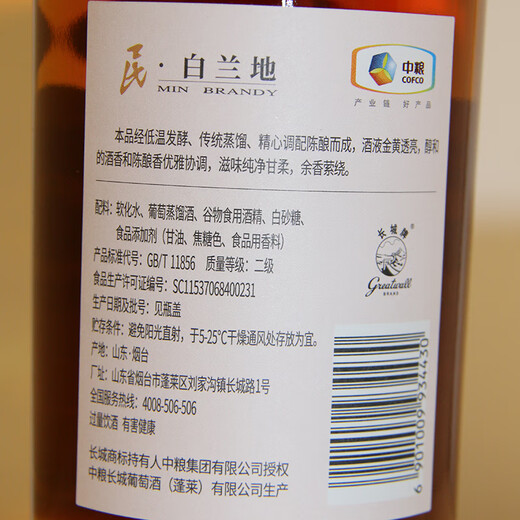 民·白兰地
MIN BRANDY
中粮
COFCO
产业链 好产品
本品经低温发酵、传统蒸馏、精心调配陈酿而成，酒液金黄透亮，醇和
的酒香和陈酿香优雅协调，滋味纯净甘柔，余香萦绕。
配料：软化水、葡萄蒸馏酒、谷物食用酒精、白砂糖、
食品添加剂（甘油、焦糖色、食品用香料）
产品标准代号：GB/T 11856 质量等级：二级
食品生产许可证编号：SC11537068400231
生产日期及批号：见瓶盖
贮存条件：避免阳光直射，于5-25°C干燥通风处存放为宜。
产地：山东·烟台
厂址：山东省烟台市蓬莱区刘家沟镇长城路1号
全国服务热线：4008-506-506
过量饮酒 有害健康
长城商标持有人中粮集团有限公司授权
中粮长城葡萄酒（蓬莱）有限公司生产
长城牌
®
Greatwall
BRAND
6901009934430